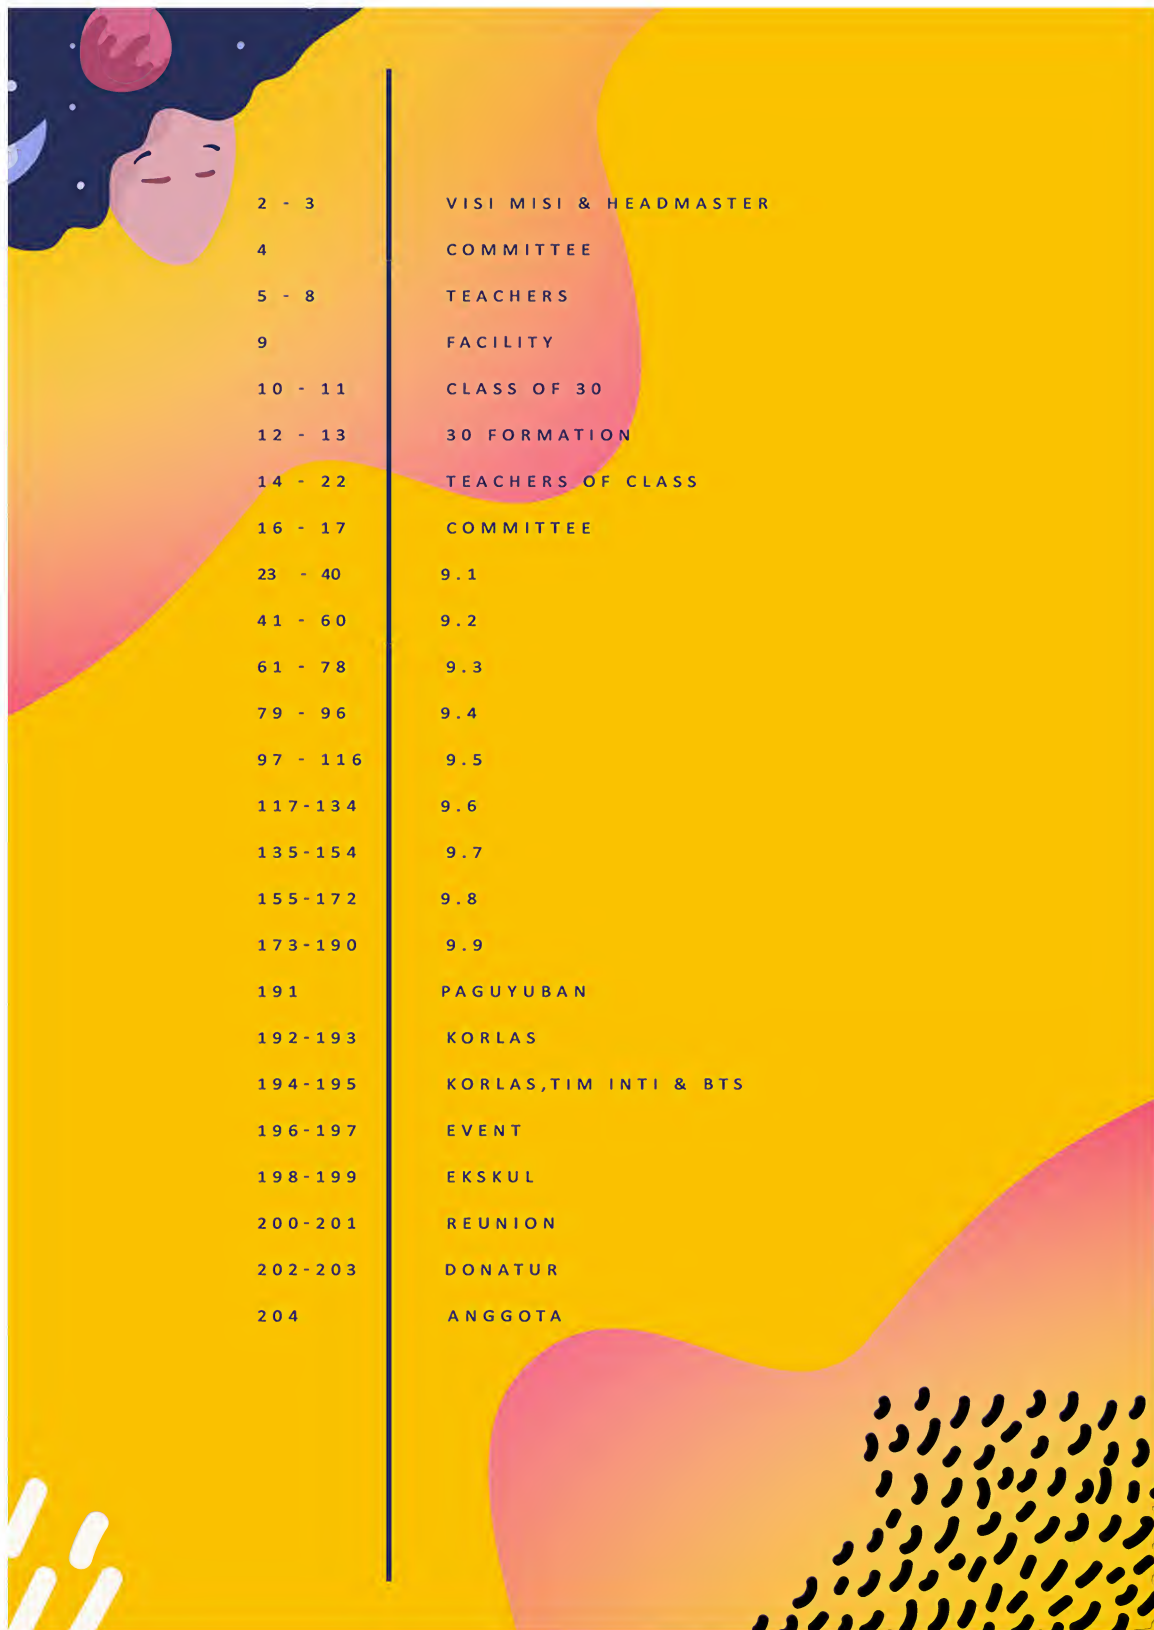 2 - 3 VISI MISI & HEADMASTER
4 COMMITTEE
5 - 8 TEACHERS
9 FACILITY
10 - 11 CLASS OF 30
12 - 13 30 FORMATION
14 - 22 TEACHERS OF CLASS
16 - 17 COMMITTEE
23 - 40 9.1
41 - 60 9.2
61 - 78 9.3
79 - 96 9.4
97 - 116 9.5
117-134 9.6
135-154 9.7
155-172 9.8
173-190 9.9
191 PAGUYUBAN
192-193 KORLAS
194-195 KORLAS,TIM INTI & BTS
196-197 EVENT
198-199 EKSKUL
200-201 REUNION
202-203 DONATUR
204 ANGGOTA